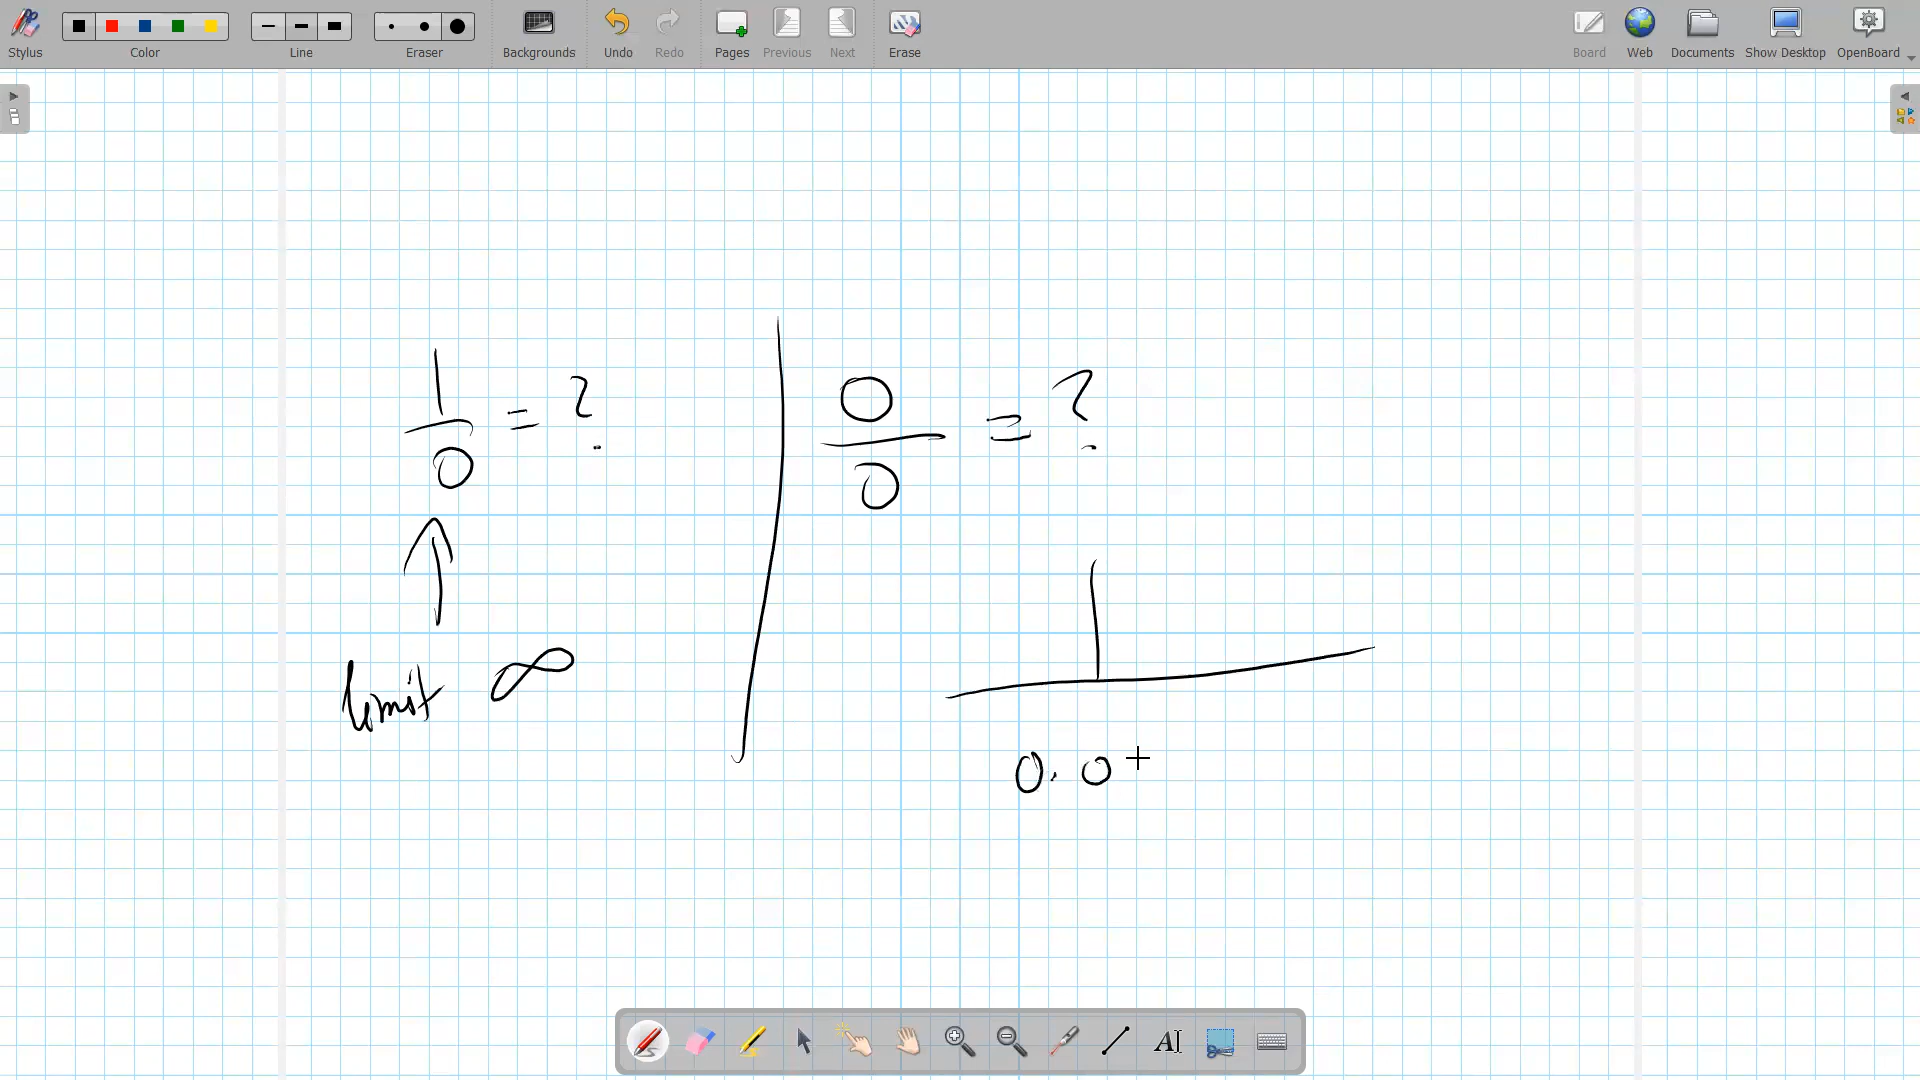 Stylus Color Line Eraser Backgrounds Undo Redo Pages Previous Next Erase Board Web Documents Show Desktop OpenBoard
1/0 = ?
0/0 = ?
limit ∞
1
0.0